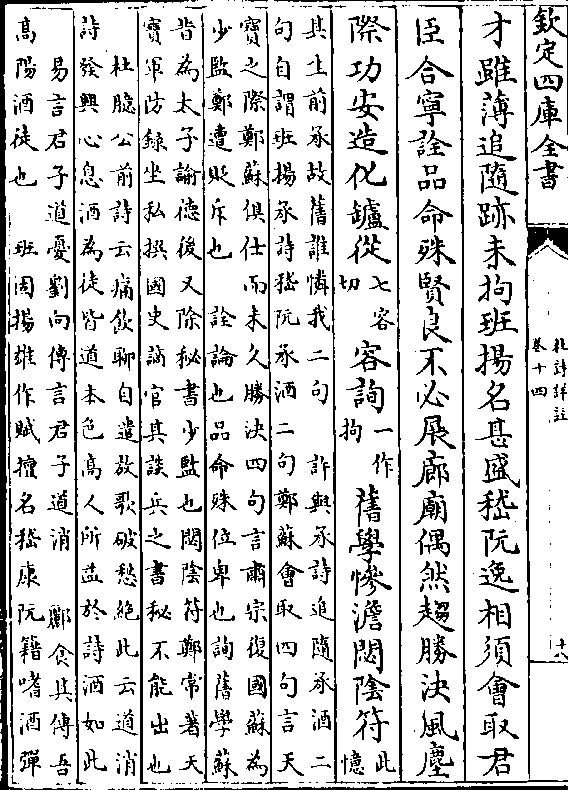 欽定四庫全書
杜詩詳註
卷十四
十八
才雖薄追隨跡未拘班揚名甚盛嵇阮逸相須會取君
臣合寧詮品命殊賢良不必展廊廟偶然趨勝決風塵
際功安造化鑪從七容切容詢一作拘舊學慘澹閟陰符此憶
其上前承故舊誰憐我二句　許與承詩追隨承酒二
句自謂班揚承詩嵇阮承酒二句鄭蘇會取四句言天
寶之際鄭蘇俱仕而未久勝決四句言肅宗復國蘇為
少監鄭遭貶斥也　詮論也品命殊位卑也詢舊學蘇
昔為太子諭德後又除秘書少監也閟陰符鄭常著天
寶軍防錄坐私撰國史謫官其談兵之書秘不能出也
杜臆公前詩云痛飲聊自遣放歌破愁絕此云道消
詩發興心息酒為徒皆道本色高人所益於詩酒如此
易言君子道憂劉向傳言君子道消　酈食其傳吾
高陽酒徒也　班固揚雄作賦擅名嵇康阮籍嗜酒彈